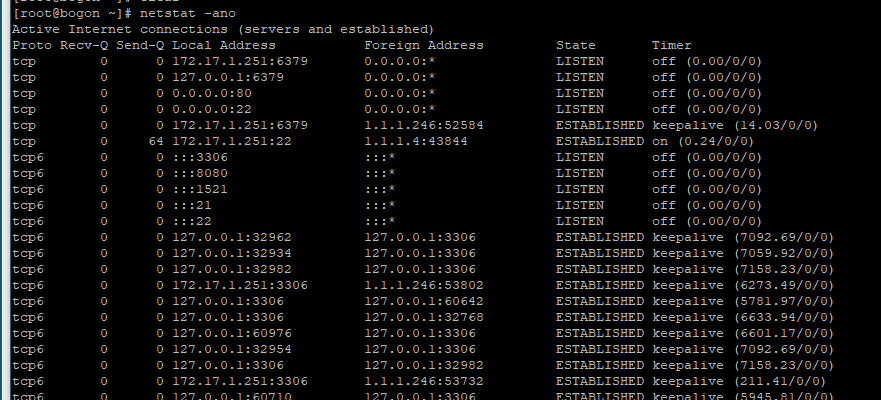 [root@bogon ~]# netstat -ano
Active Internet connections (servers and established)
Proto Recv-Q Send-Q Local Address Foreign Address State Timer
tcp 0 0 172.17.1.251:6379 0.0.0.0:* LISTEN off (0.00/0/0)
tcp 0 0 127.0.0.1:6379 0.0.0.0:* LISTEN off (0.00/0/0)
tcp 0 0 0.0.0.0:80 0.0.0.0:* LISTEN off (0.00/0/0)
tcp 0 0 0.0.0.0:22 0.0.0.0:* LISTEN off (0.00/0/0)
tcp 0 0 172.17.1.251:6379 1.1.1.246:52584 ESTABLISHED keepalive (14.03/0/0)
tcp 0 64 172.17.1.251:22 1.1.1.4:43844 ESTABLISHED on (0.24/0/0)
tcp6 0 0 :::3306 :::* LISTEN off (0.00/0/0)
tcp6 0 0 :::8080 :::* LISTEN off (0.00/0/0)
tcp6 0 0 :::1521 :::* LISTEN off (0.00/0/0)
tcp6 0 0 :::21 :::* LISTEN off (0.00/0/0)
tcp6 0 0 :::22 :::* LISTEN off (0.00/0/0)
tcp6 0 0 127.0.0.1:32962 127.0.0.1:3306 ESTABLISHED keepalive (7092.69/0/0)
tcp6 0 0 127.0.0.1:32934 127.0.0.1:3306 ESTABLISHED keepalive (7059.92/0/0)
tcp6 0 0 127.0.0.1:32982 127.0.0.1:3306 ESTABLISHED keepalive (7158.23/0/0)
tcp6 0 0 172.17.1.251:3306 1.1.1.246:53802 ESTABLISHED keepalive (6273.49/0/0)
tcp6 0 0 127.0.0.1:3306 127.0.0.1:60642 ESTABLISHED keepalive (5781.97/0/0)
tcp6 0 0 127.0.0.1:3306 127.0.0.1:32768 ESTABLISHED keepalive (6633.94/0/0)
tcp6 0 0 127.0.0.1:60976 127.0.0.1:3306 ESTABLISHED keepalive (6601.17/0/0)
tcp6 0 0 127.0.0.1:32954 127.0.0.1:3306 ESTABLISHED keepalive (7092.69/0/0)
tcp6 0 0 127.0.0.1:3306 127.0.0.1:32982 ESTABLISHED keepalive (7158.23/0/0)
tcp6 0 0 172.17.1.251:3306 1.1.1.246:53732 ESTABLISHED keepalive (211.41/0/0)
tcp6 0 0 127.0.0.1:60710 127.0.0.1:3306 ESTABLISHED keepalive (5945.81/0/0)